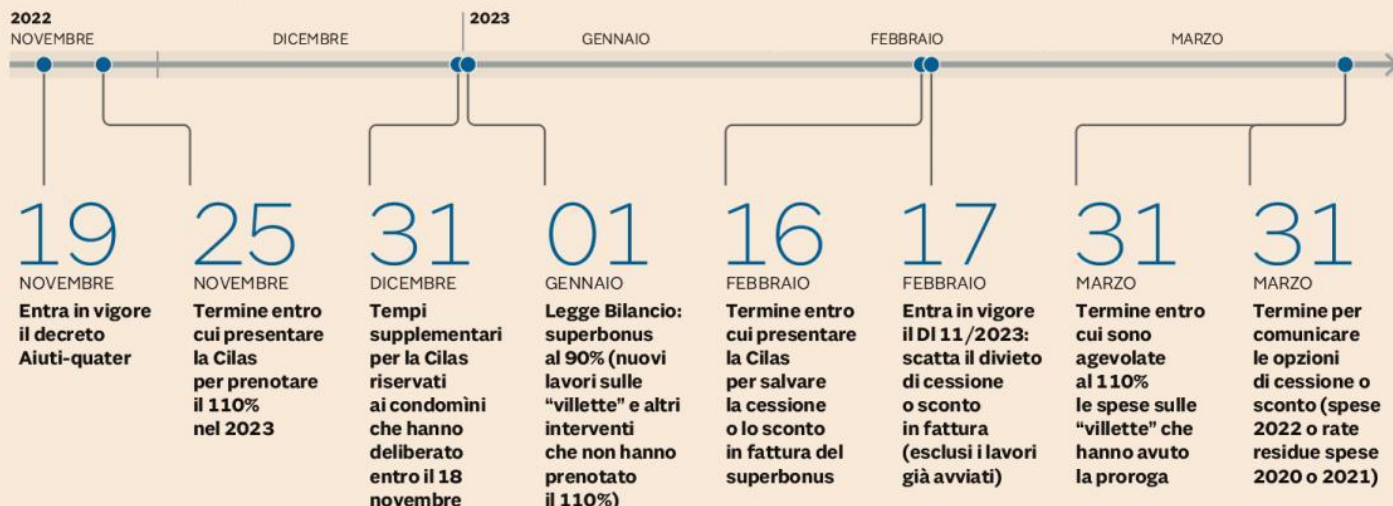 2022
NOVEMBRE
DICEMBRE
2023
GENNAIO
FEBBRAIO
MARZO
19
NOVEMBRE
Entra in vigore
il decreto
Aiuti-quater
25
NOVEMBRE
Termine entro
cui presentare
la Cilas
per prenotare
il 110%
nel 2023
31
DICEMBRE
Tempi
supplementari
per la Cilas
riservati
ai condomìni
che hanno
deliberato
entro il 18
novembre
01
GENNAIO
Legge Bilancio:
superbonus
al 90% (nuovi
lavori sulle
“villette” e altri
interventi
che non hanno
prenotato
il 110%)
16
FEBBRAIO
Termine entro
cui presentare
la Cilas
per salvare
la cessione
o lo sconto
in fattura del
superbonus
17
FEBBRAIO
Entra in vigore
il Dl 11/2023:
scatta il divieto
di cessione
o sconto
in fattura
(esclusi i lavori
già avviati)
31
MARZO
Termine entro
cui sono
agevolate
al 110%
le spese sulle
“villette” che
hanno avuto
la proroga
31
MARZO
Termine per
comunicare
le opzioni
di cessione o
sconto (spese
2022 o rate
residue spese
2020 o 2021)